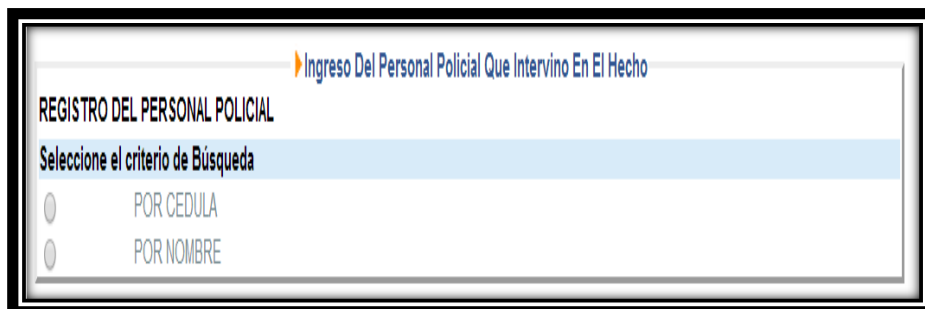 Ingreso Del Personal Policial Que Intervino En El Hecho
REGISTRO DEL PERSONAL POLICIAL
Seleccione el criterio de Búsqueda
POR CEDULA
POR NOMBRE